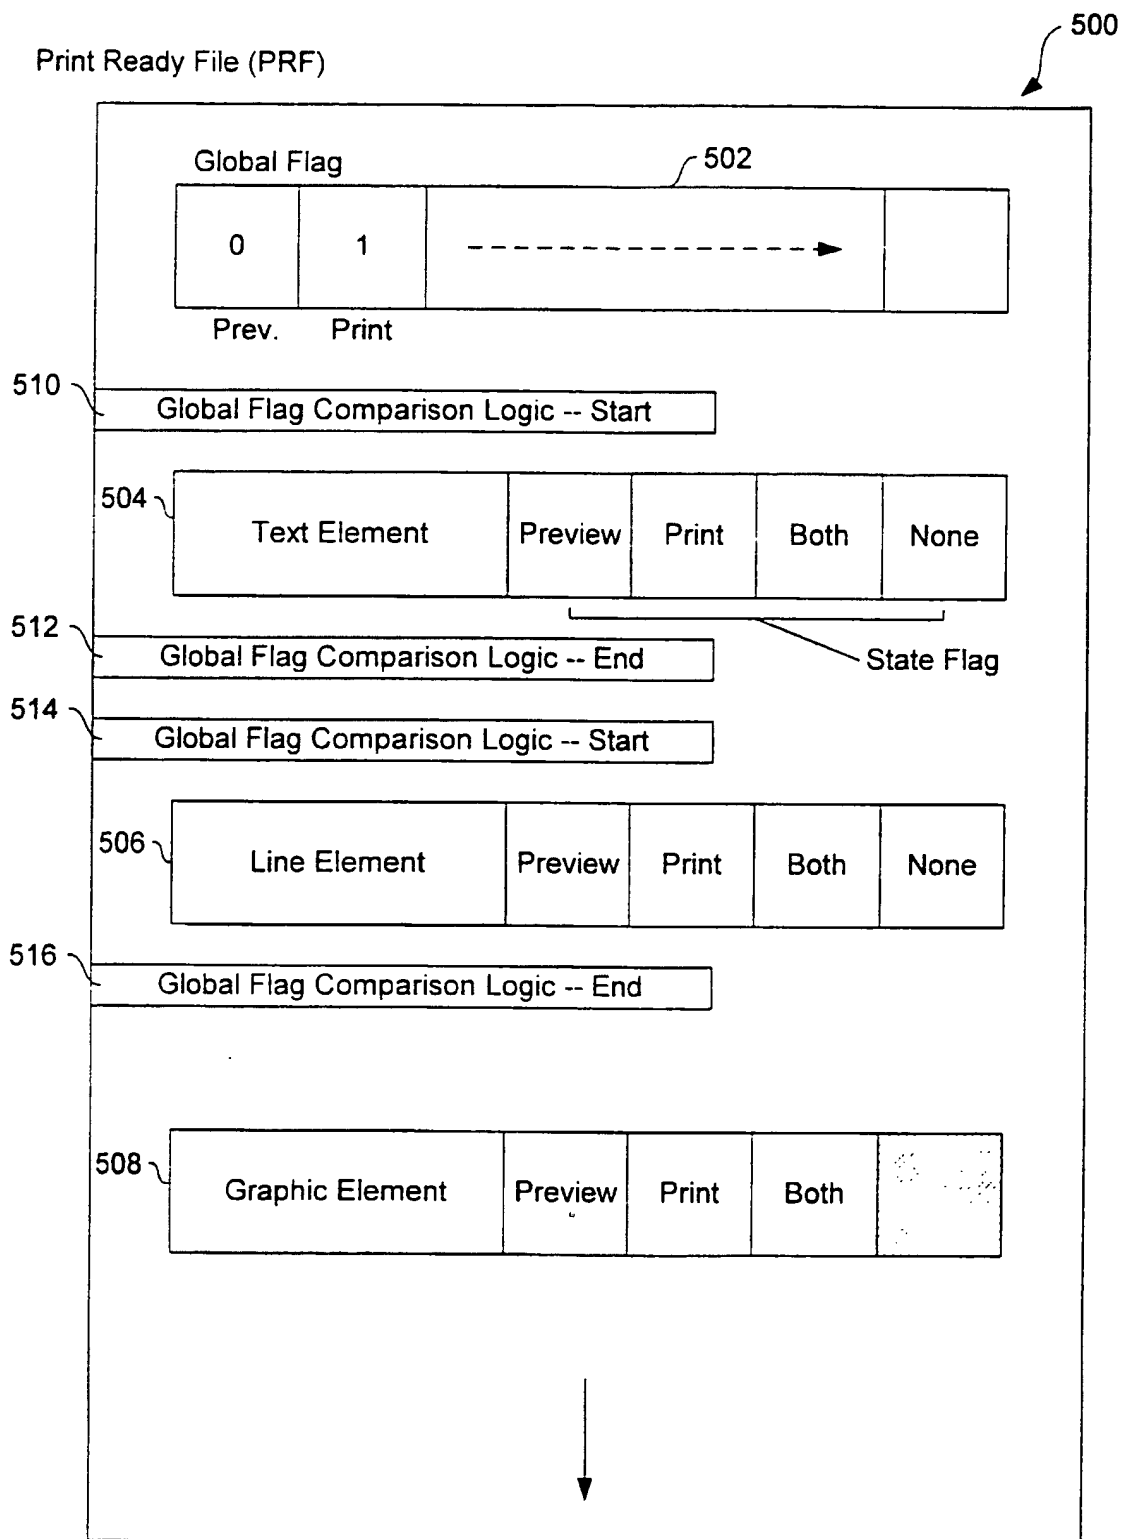 500
Print Ready File (PRF)
Global Flag
502
0 1
Prev. Print
510
Global Flag Comparison Logic -- Start
504
Text Element Preview Print Both None
512
Global Flag Comparison Logic -- End
State Flag
514
Global Flag Comparison Logic -- Start
506
Line Element Preview Print Both None
516
Global Flag Comparison Logic -- End
508
Graphic Element Preview Print Both